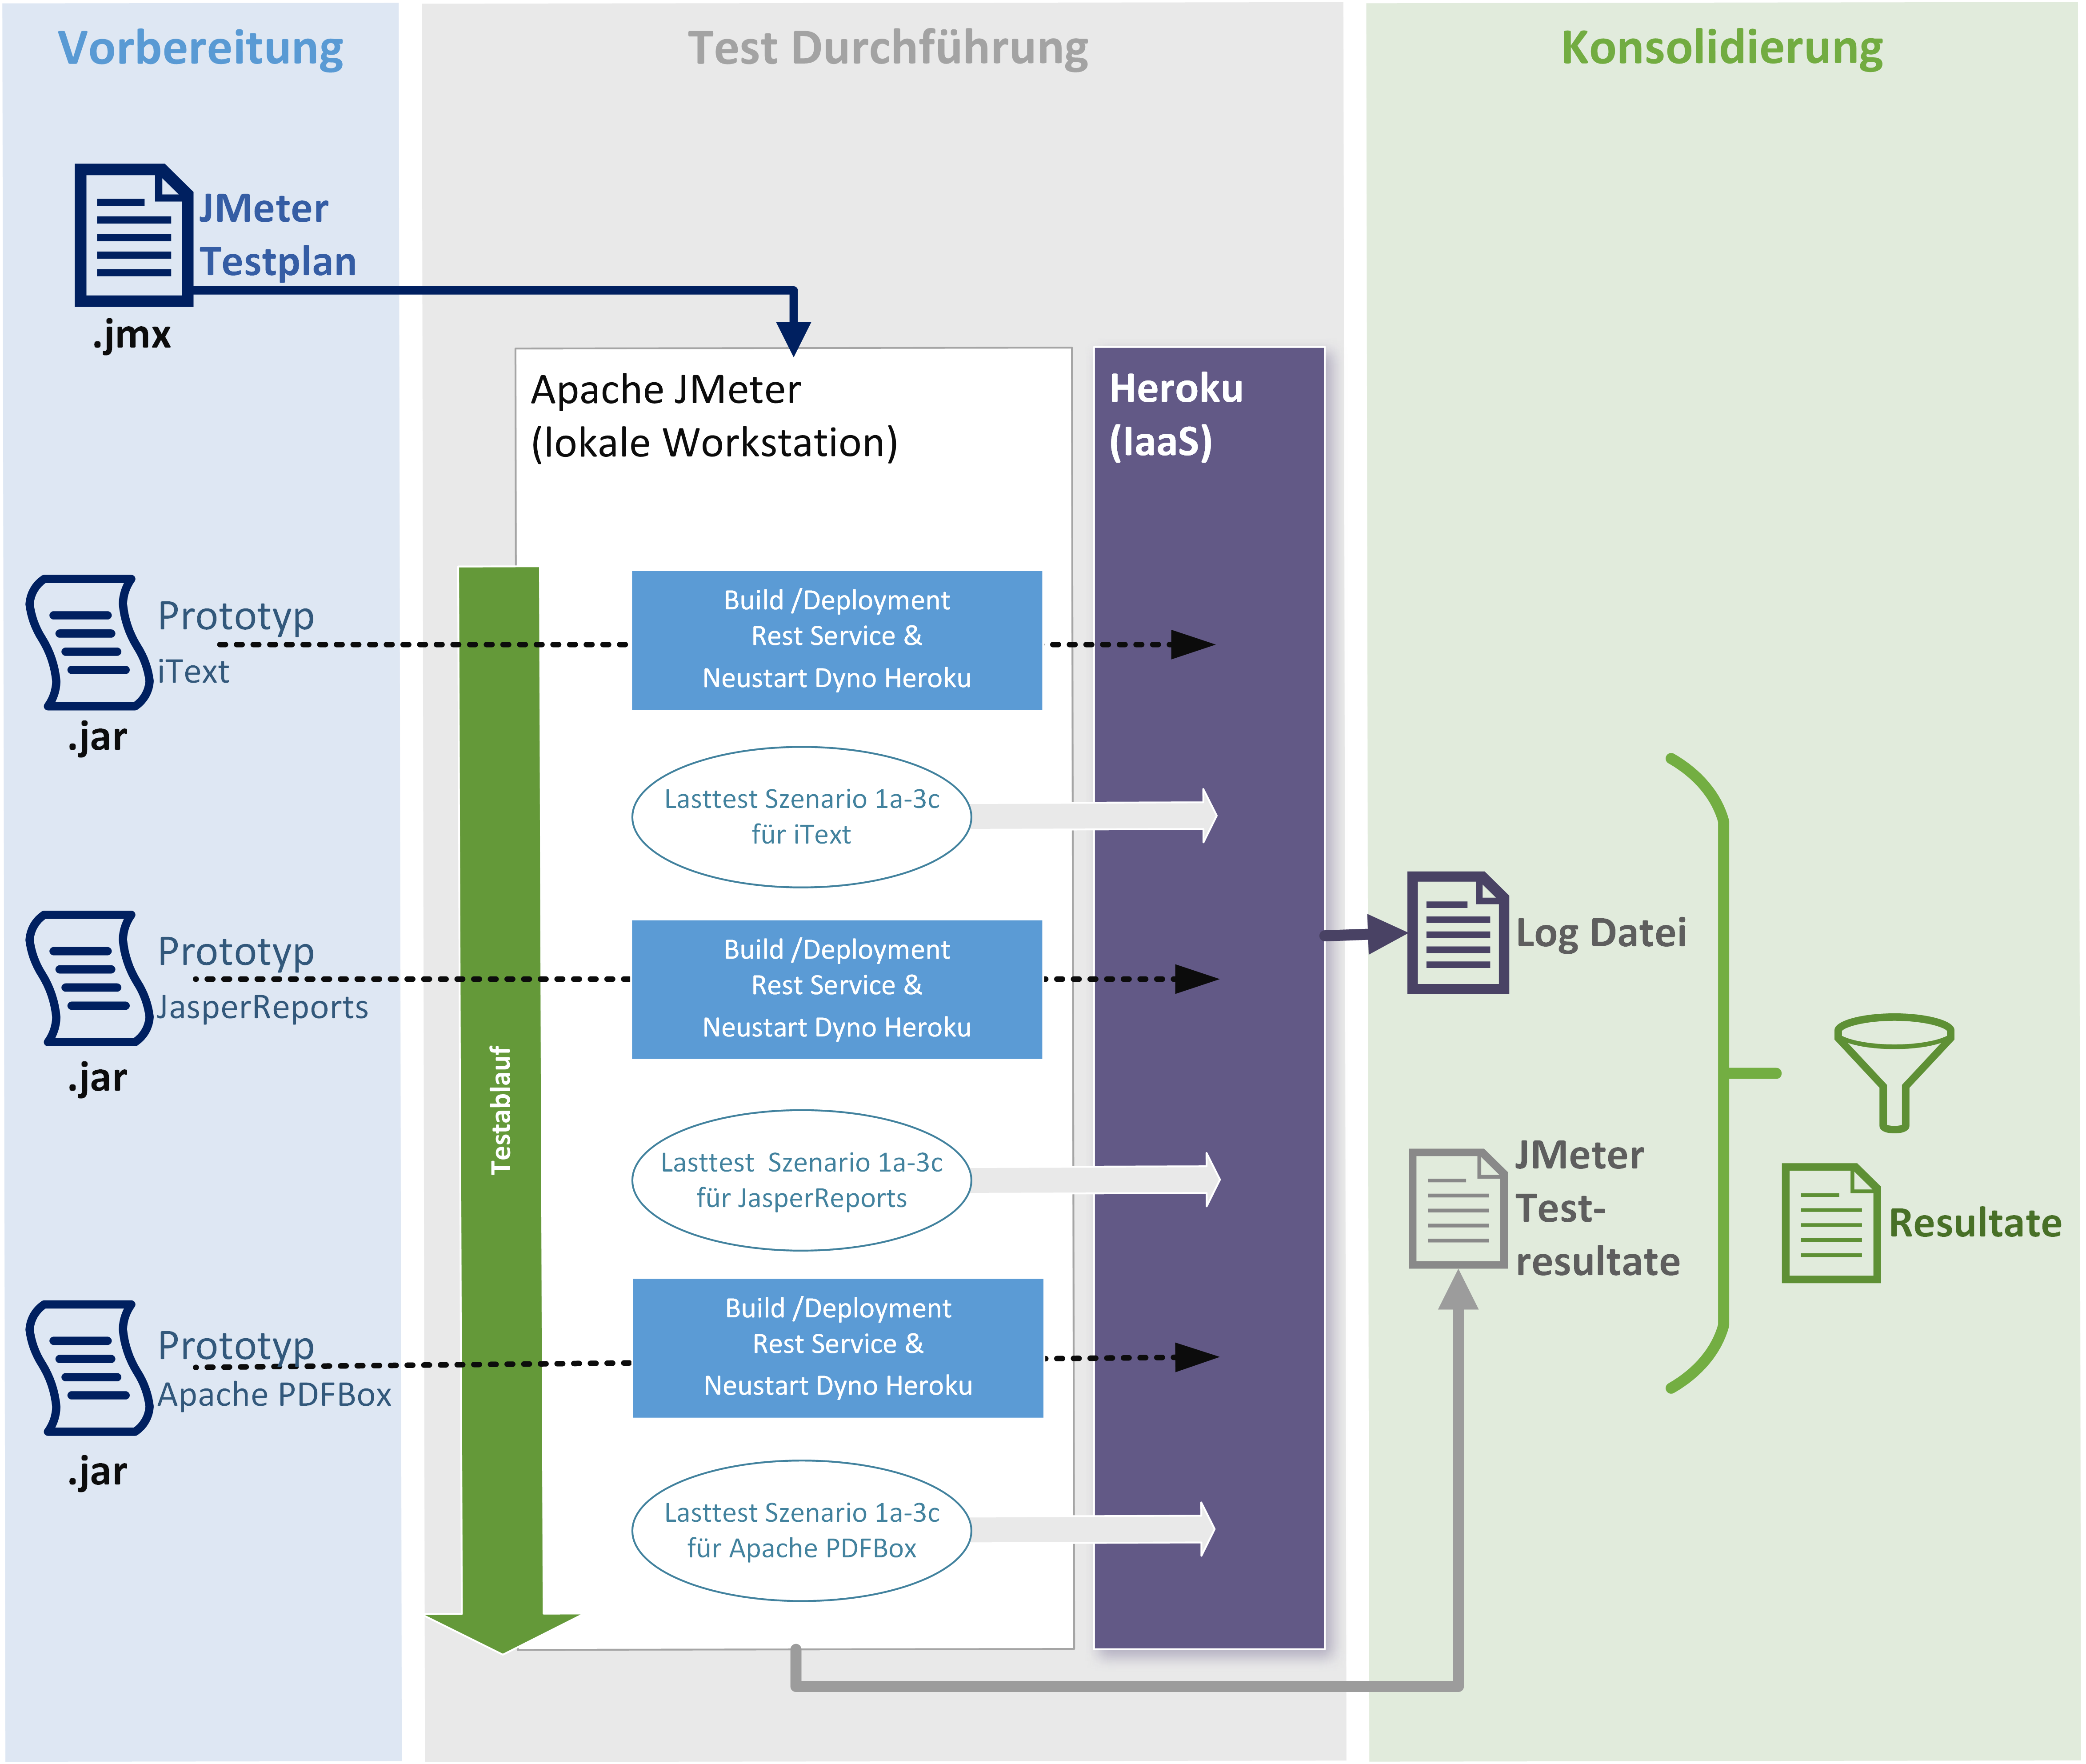 Vorbereitung
Test Durchführung
Konsolidierung
JMeter
Testplan
.jmx
Apache JMeter
(lokale Workstation)
Heroku
(IaaS)
Prototyp
iText
.jar
Build /Deployment
Rest Service &
Neustart Dyno Heroku
Lasttest Szenario 1a-3c
für iText
Prototyp
JasperReports
.jar
Build /Deployment
Rest Service &
Neustart Dyno Heroku
Testablauf
Lasttest  Szenario 1a-3c
für JasperReports
Prototyp
Apache PDFBox
.jar
Build /Deployment
Rest Service &
Neustart Dyno Heroku
Lasttest Szenario 1a-3c
für Apache PDFBox
Log Datei
JMeter
Test-
resultate
Resultate